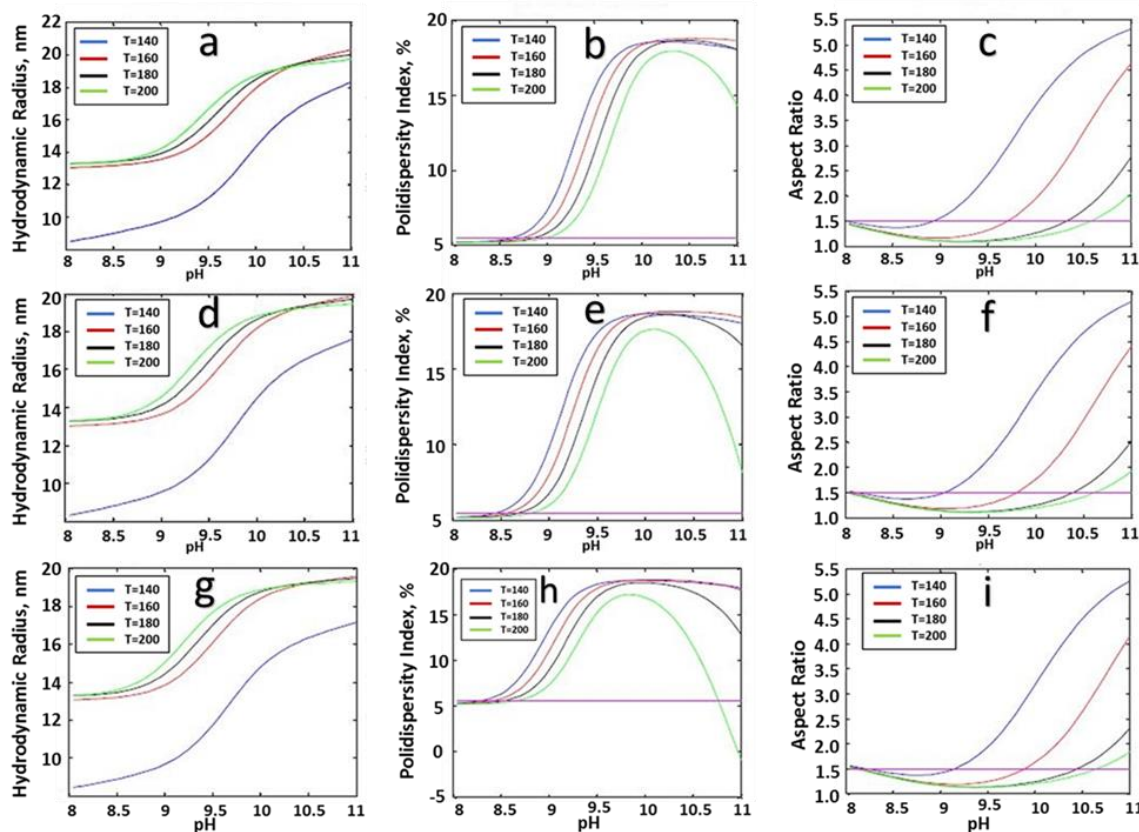 a
Hydrodynamic Radius, nm
22
20
18
16
14
12
10
T=140
T=160
T=180
T=200
8 8.5 9 9.5 10 10.5 11
pH
b
Polidispersity Index, %
20
15
10
5
T=140
T=160
T=180
T=200
8 8.5 9 9.5 10 10.5 11
pH
c
Aspect Ratio
5.5
5.0
4.5
4.0
3.5
3.0
2.5
2.0
1.5
1.0
T=140
T=160
T=180
T=200
8 8.5 9 9.5 10 10.5 11
pH
d
Hydrodynamic Radius, nm
20
18
16
14
12
10
T=140
T=160
T=180
T=200
8 8.5 9 9.5 10 10.5 11
pH
e
Polidispersity Index, %
20
15
10
5
T=140
T=160
T=180
T=200
8 8.5 9 9.5 10 10.5 11
pH
f
Aspect Ratio
5.5
5.0
4.5
4.0
3.5
3.0
2.5
2.0
1.5
1.0
T=140
T=160
T=180
T=200
8 8.5 9 9.5 10 10.5 11
pH
g
Hydrodynamic Radius, nm
20
18
16
14
12
10
T=140
T=160
T=180
T=200
8 8.5 9 9.5 10 10.5 11
pH
h
Polidispersity Index, %
20
15
10
5
0
-5
T=140
T=160
T=180
T=200
8 8.5 9 9.5 10 10.5 11
pH
i
Aspect Ratio
5.5
5.0
4.5
4.0
3.5
3.0
2.5
2.0
1.5
1.0
T=140
T=160
T=180
T=200
8 8.5 9 9.5 10 10.5 11
pH